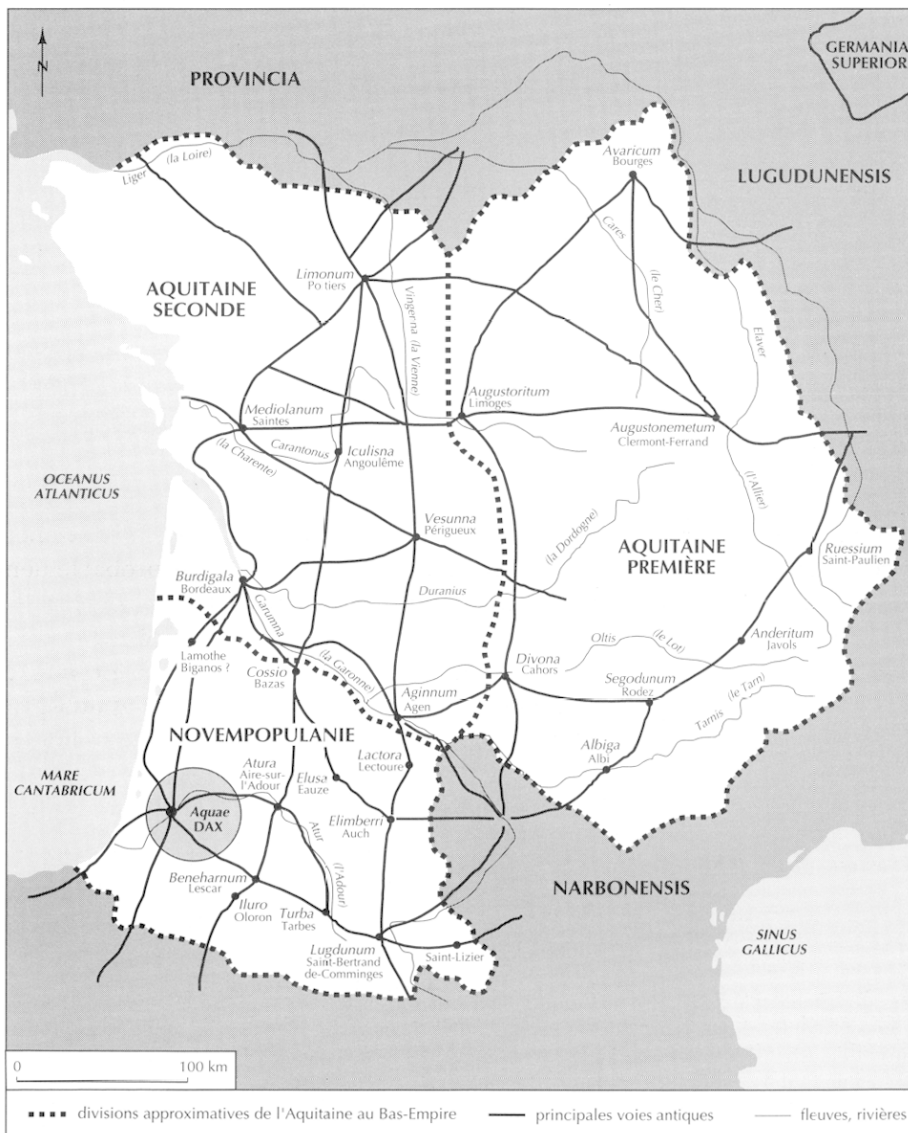 N
PROVINCIA
GERMANIA
SUPERIOR
Liger
(la Loire)
Avaricum
Bourges
LUGUDUNENSIS
Cares
(le Cher)
Limonum
Poitiers
AQUITAINE
SECONDE
Vingerna (la Vienne)
Elaver
(l'Allier)
Augustoritum
Limoges
Mediolanum
Saintes
Augustonemetum
Clermont-Ferrand
(la Charente)
Carantonus
Iculisna
Angoulême
OCEANUS
ATLANTICUS
Vesunna
Périgueux
(la Dordogne)
AQUITAINE
PREMIÈRE
Ruessium
Saint-Paulien
Burdigala
Bordeaux
Duranius
Garumna
(la Garonne)
Lamothe
Biganos ?
Cossio
Bazas
Oltis
(le Lot)
Anderitum
Javols
Divona
Cahors
Segodunum
Rodez
Aginnum
Agen
Tarnis (le Tarn)
NOVEMPOPULANIE
Albiga
Albi
MARE
CANTABRICUM
Atura
Aire-sur-
l'Adour
Elusa
Eauze
Lactora
Lectoure
Aquae
DAX
Elimberri
Auch
Atur
(l'Adour)
Beneharnum
Lescar
NARBONENSIS
Iluro
Oloron
Turba
Tarbes
Lugdunum
Saint-Bertrand
de-Comminges
Saint-Lizier
SINUS
GALLICUS
0 100 km
divisions approximatives de l'Aquitaine au Bas-Empire principales voies antiques fleuves, rivières